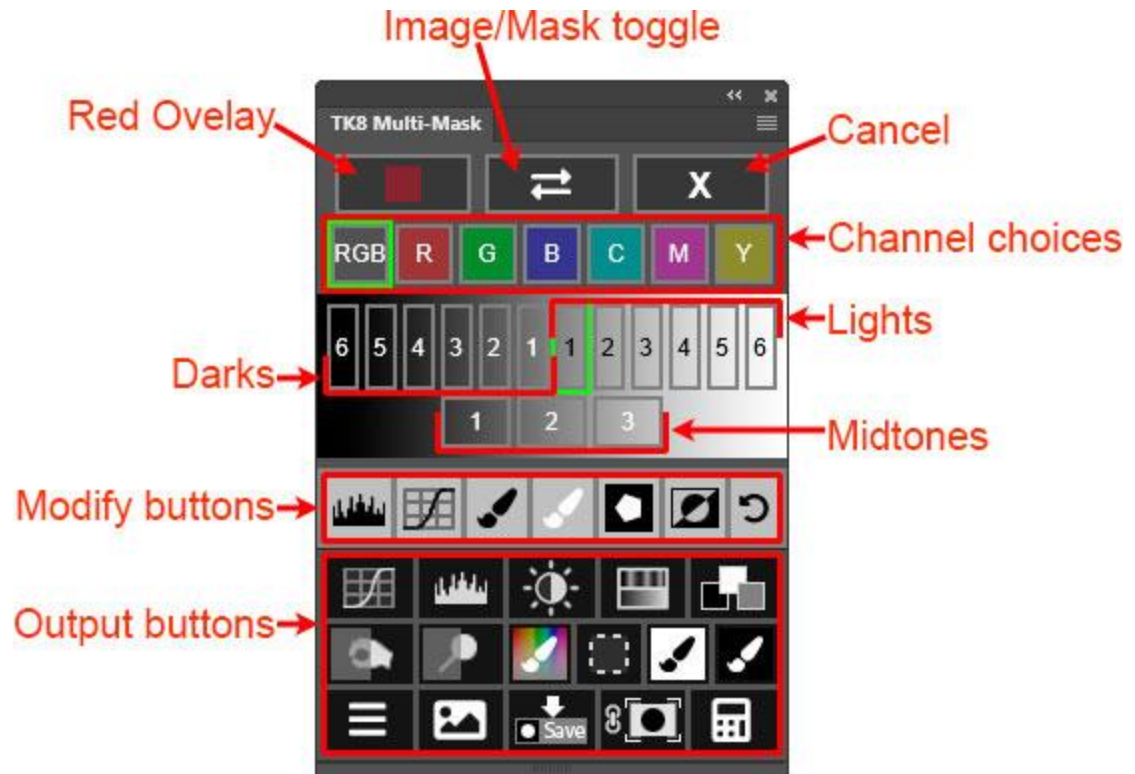 Image/Mask toggle
Red Ovelay
TK8 Multi-Mask
Cancel
X
RGB R G B C M Y
Channel choices
Lights
6 5 4 3 2 1 1 2 3 4 5 6
Darks
1 2 3
Midtones
Modify buttons
Output buttons
Save